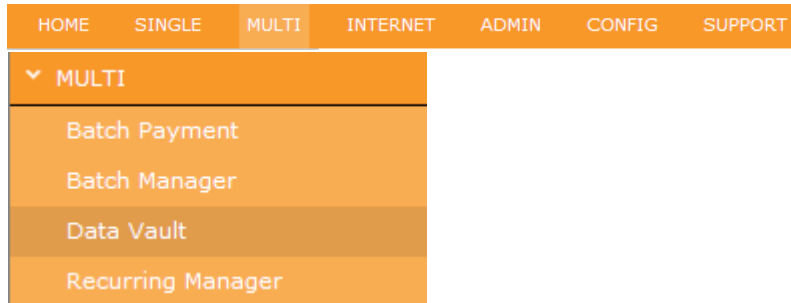 HOME SINGLE MULTI INTERNET ADMIN CONFIG SUPPORT
MULTI
Batch Payment
Batch Manager
Data Vault
Recurring Manager